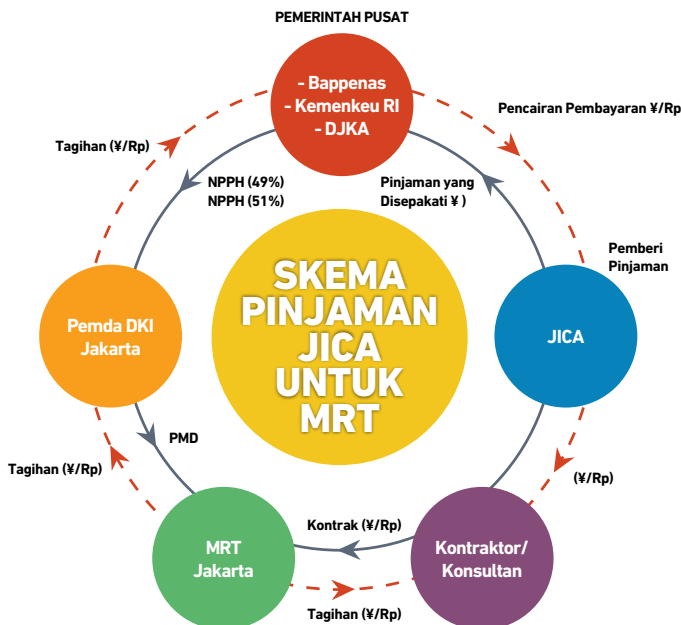 PEMERINTAH PUSAT
- Bappenas
- Kemenkeu RI
- DJKA
Pencairan Pembayaran ¥/Rp
Tagihan (¥/Rp)
NPPH (49%)
NPPH (51%)
Pinjaman yang
Disepakati ¥ )
Pemberi
Pinjaman
SKEMA
PINJAMAN
JICA
UNTUK
MRT
Pemda DKI
Jakarta
JICA
PMD
Tagihan (¥/Rp)
(¥/Rp)
Kontrak (¥/Rp)
MRT
Jakarta
Kontraktor/
Konsultan
Tagihan (¥/Rp)